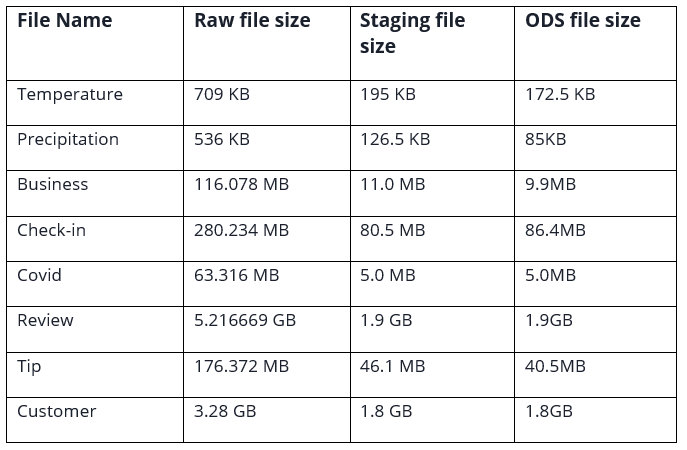 File Name Raw file size Staging file size ODS file size
Temperature 709 KB 195 KB 172.5 KB
Precipitation 536 KB 126.5 KB 85KB
Business 116.078 MB 11.0 MB 9.9MB
Check-in 280.234 MB 80.5 MB 86.4MB
Covid 63.316 MB 5.0 MB 5.0MB
Review 5.216669 GB 1.9 GB 1.9GB
Tip 176.372 MB 46.1 MB 40.5MB
Customer 3.28 GB 1.8 GB 1.8GB